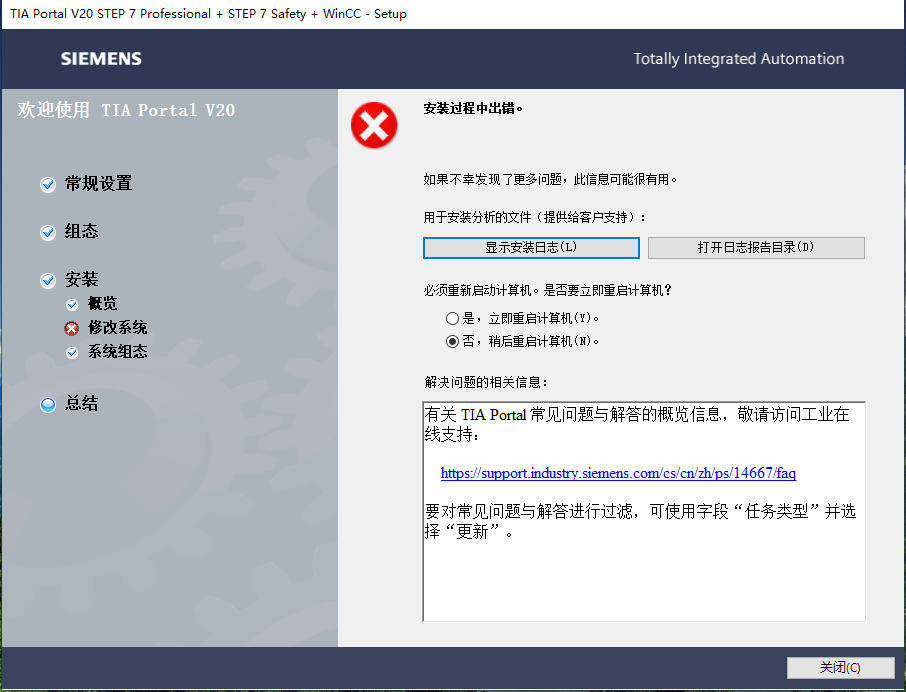 TIA Portal V20 STEP 7 Professional + STEP 7 Safety + WinCC - Setup
SIEMENS
Totally Integrated Automation
欢迎使用 TIA Portal V20
常规设置
组态
安装
概览
修改系统
系统组态
总结
安装过程中出错。
如果不幸发现了更多问题，此信息可能很有用。
用于安装分析的文件（提供给客户支持）：
显示安装日志(L)
打开日志报告目录(D)
必须重新启动计算机。是否要立即重启计算机？
是，立即重启计算机(Y)。
否，稍后重启计算机(N)。
解决问题的相关信息：
有关 TIA Portal 常见问题与解答的概览信息，敬请访问工业在
线支持：
https://support.industry.siemens.com/cs/cn/zh/ps/14667/faq
要对常见问题与解答进行过滤，可使用字段“任务类型”并选
择“更新”。
关闭(C)